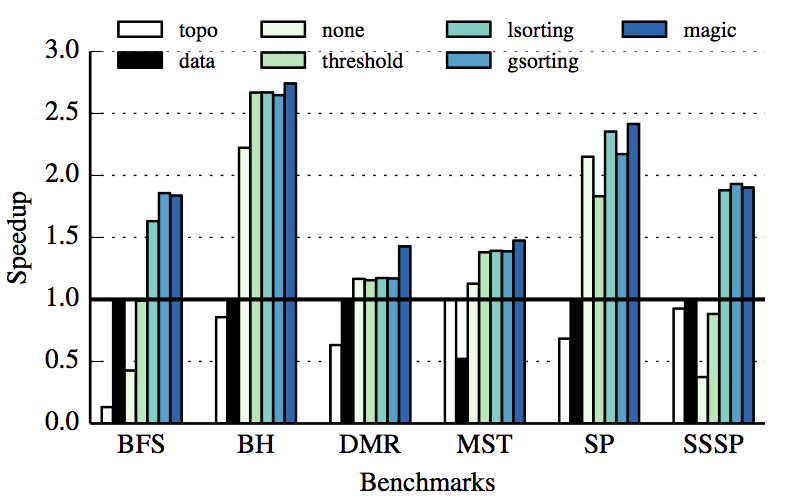 topo none lsorting magic
data threshold gsorting
3.0
2.5
2.0
1.5
1.0
0.5
0.0
Speedup
BFS BH DMR MST SP SSSP
Benchmarks